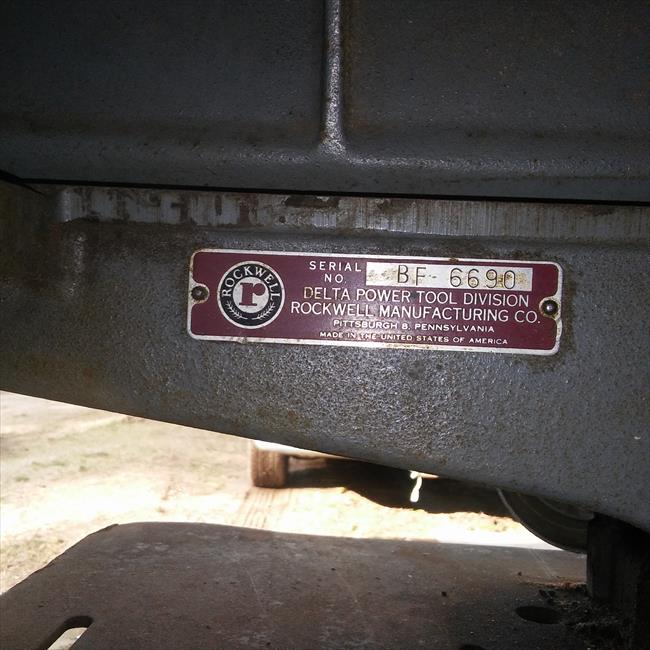 SERIAL
NO. BF 6690
ROCKWELL
r
DELTA POWER TOOL DIVISION
ROCKWELL MANUFACTURING CO.
PITTSBURGH 8, PENNSYLVANIA
MADE IN THE UNITED STATES OF AMERICA